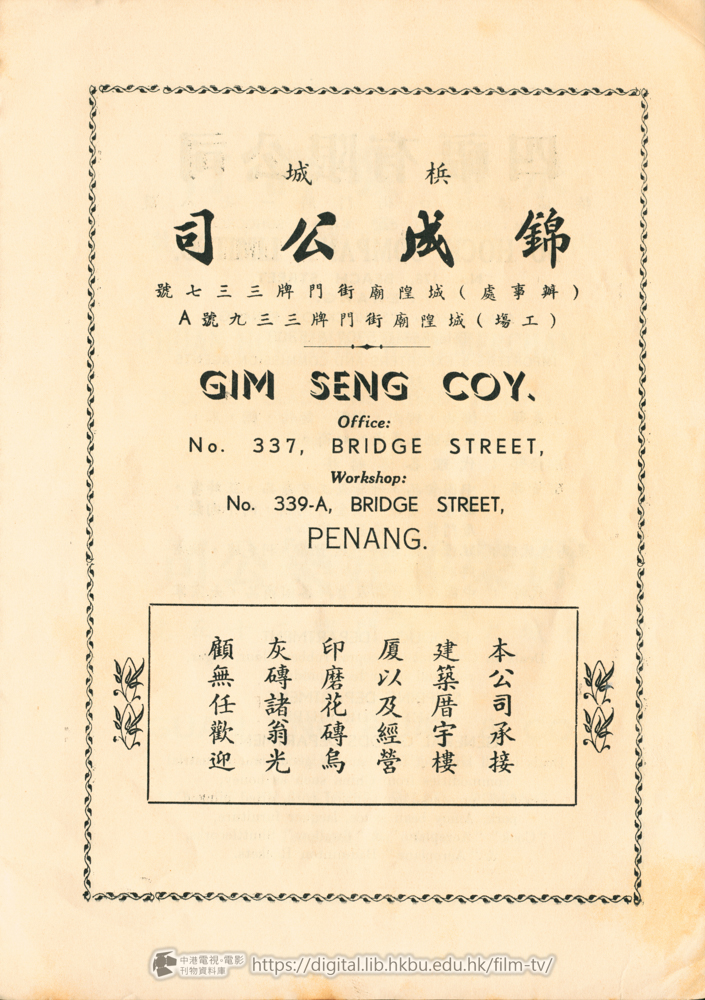 梹城
錦成公司
(辦事處)城隍廟街門牌三三七號
(工塲)城隍廟街門牌三三九號A
GIM SENG COY.
Office:
No. 337, BRIDGE STREET,
Workshop:
No. 339-A, BRIDGE STREET,
PENANG.
本公司承接
建築厝宇樓
厦以及經營
印磨花磚烏
灰磚諸翁光
顧無任歡迎
中港電視·電影
刊物資料庫
https://digital.lib.hkbu.edu.hk/film-tv/